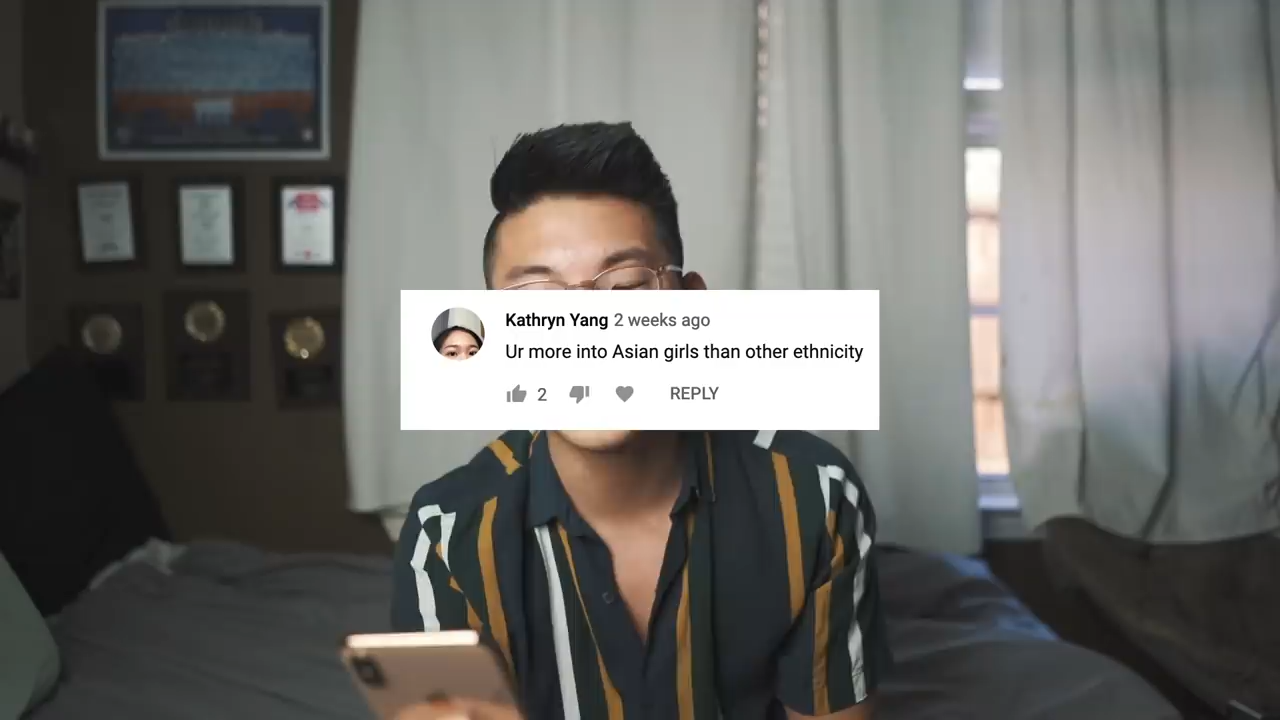 Kathryn Yang 2 weeks ago
Ur more into Asian girls than other ethnicity
2 REPLY